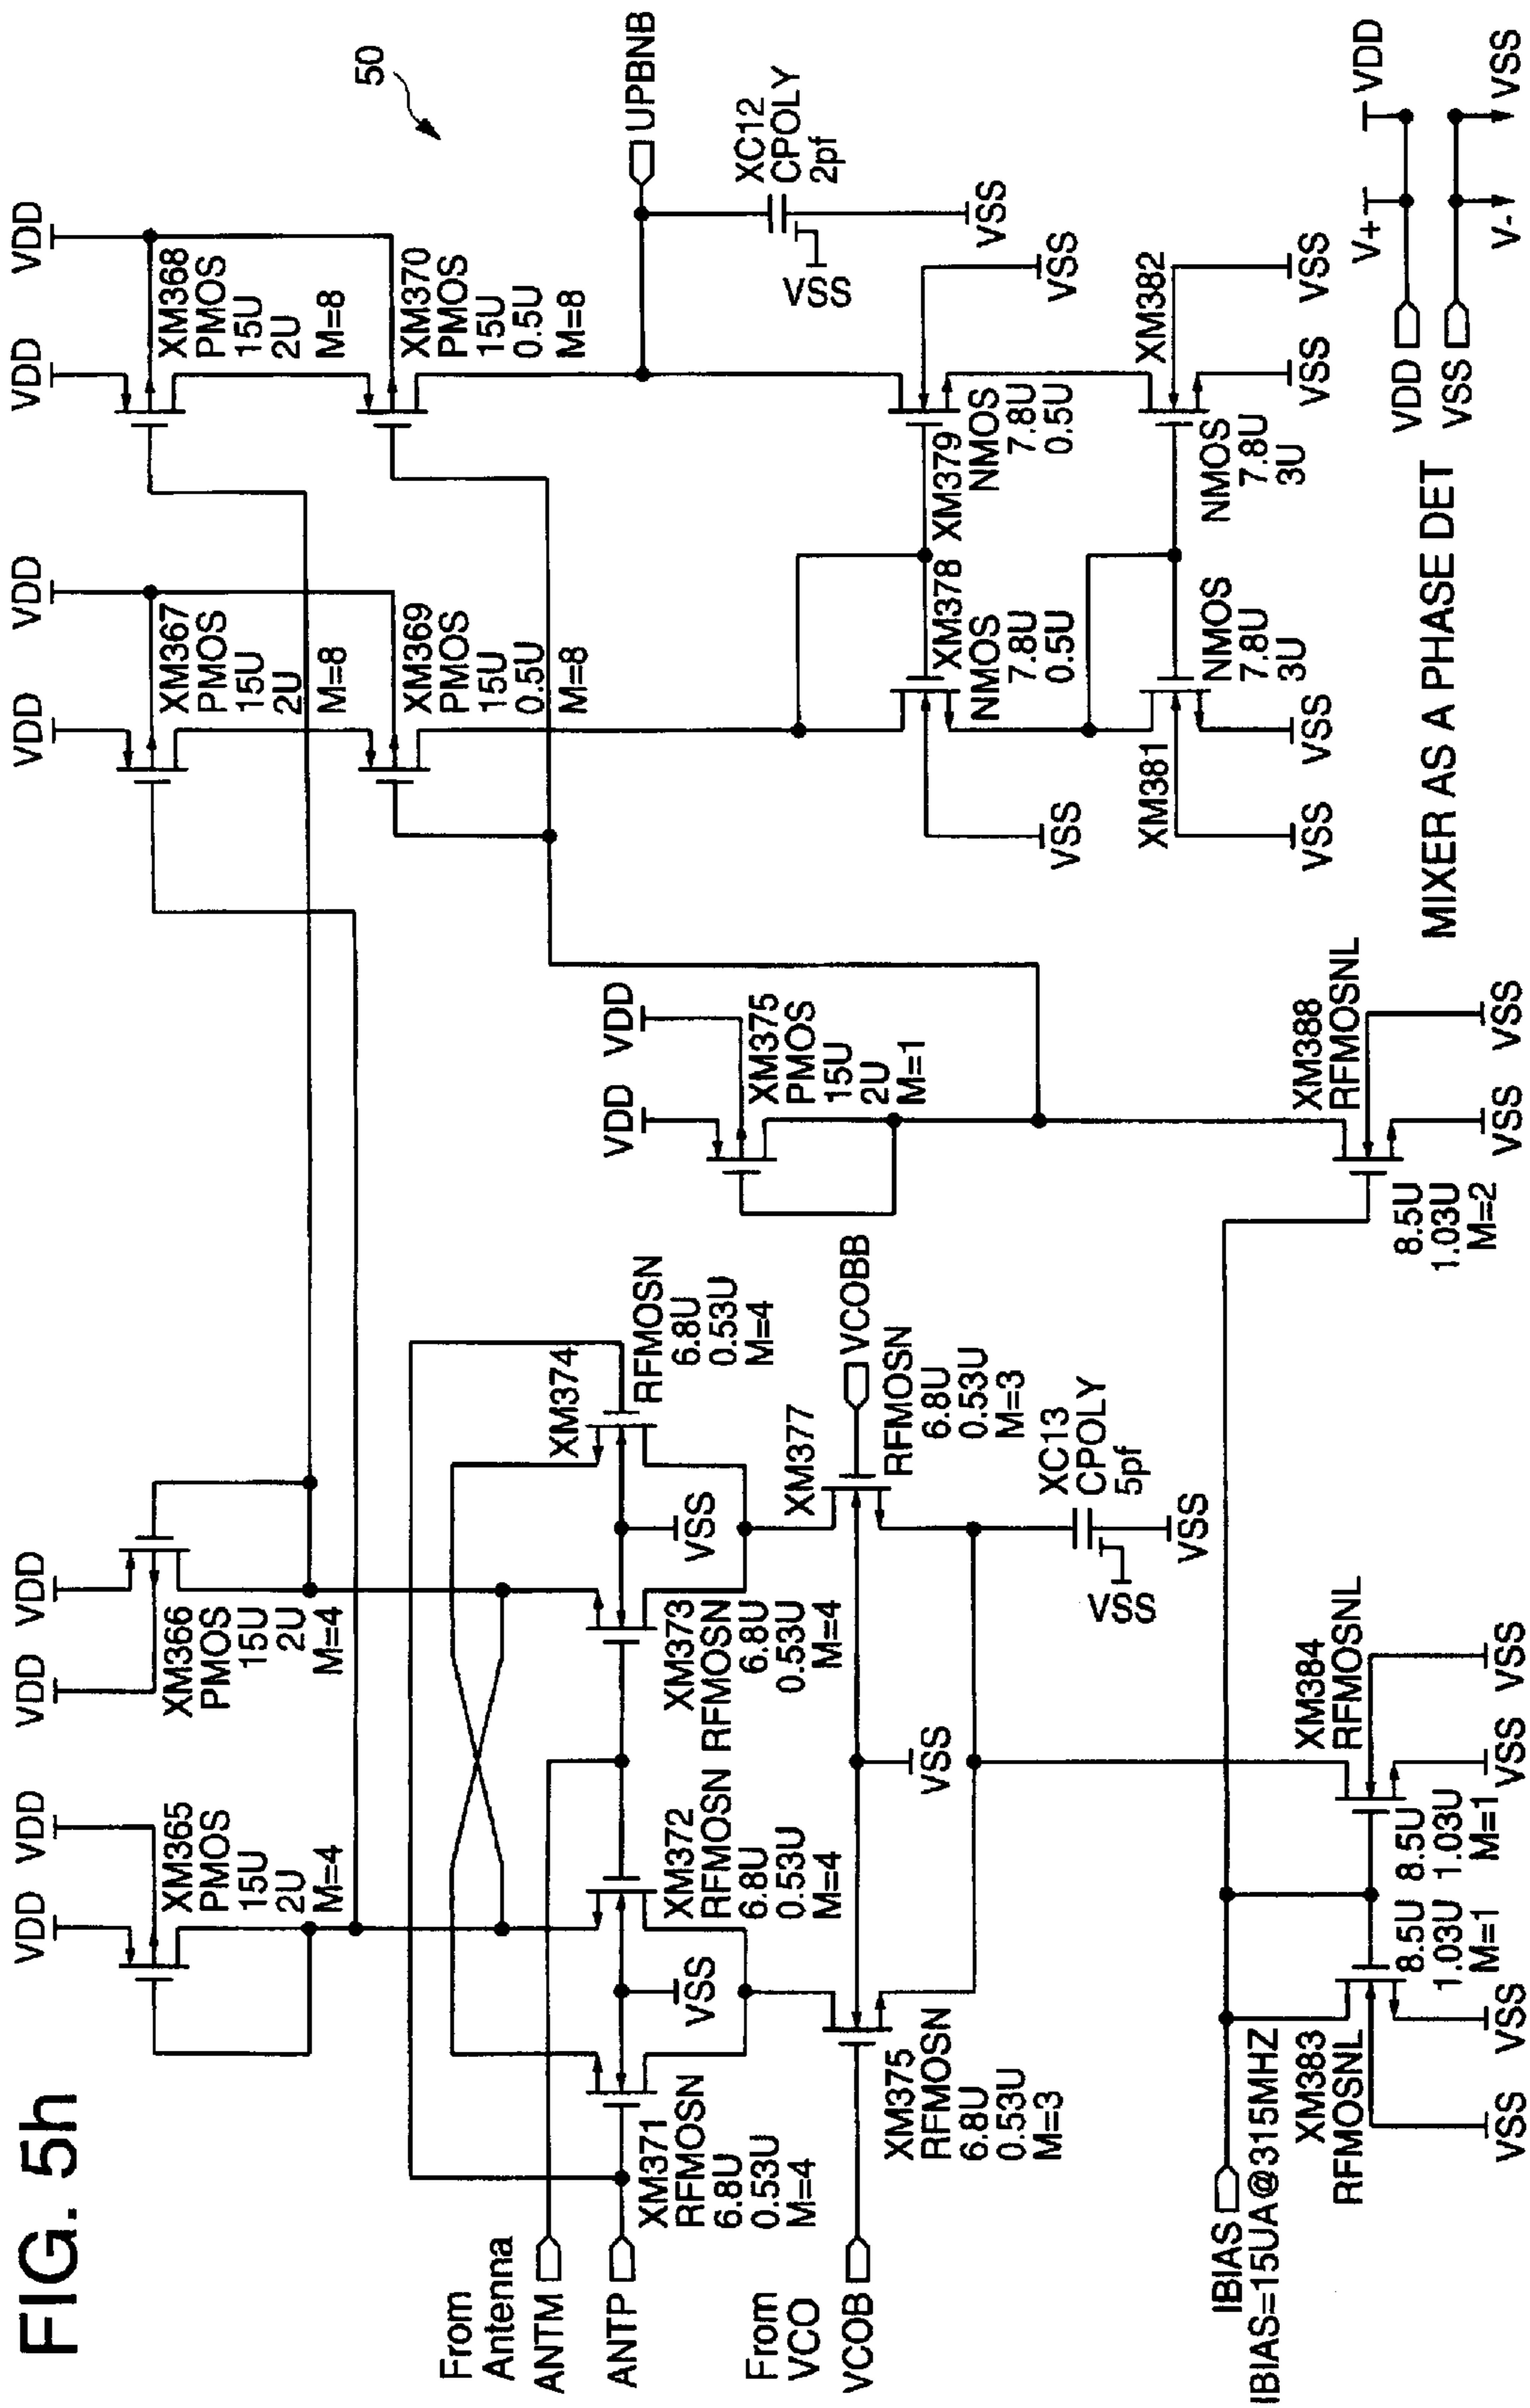 FIG. 5h
50
VDD
VDD
XM365
PMOS
15U
2U
M=4
VDD
VDD
XM366
PMOS
15U
2U
M=4
VDD
VDD
XM367
PMOS
15U
2U
M=8
VDD
VDD
XM368
PMOS
15U
2U
M=8
XM369
PMOS
15U
0.5U
M=8
XM370
PMOS
15U
0.5U
M=8
UPBNB
XC12
CPOLY
2pf
VSS
VSS
From
Antenna
ANTM
ANTP
XM371
RFMOSN
6.8U
0.53U
M=4
VSS
XM372
RFMOSN
6.8U
0.53U
M=4
XM373
RFMOSN
6.8U
0.53U
M=4
VSS
XM374
RFMOSN
6.8U
0.53U
M=4
VDD
VDD
XM375
PMOS
15U
2U
M=1
From
VCO
VCOB
XM375
RFMOSN
6.8U
0.53U
M=3
VSS
XM377
VCOBB
RFMOSN
6.8U
0.53U
M=3
XC13
CPOLY
5pf
VSS
VSS
XM378
NMOS
7.8U
0.5U
VSS
XM379
NMOS
7.8U
0.5U
VSS
XM381
NMOS
7.8U
3U
VSS
VSS
XM382
NMOS
7.8U
3U
VSS
VSS
IBIAS
IBIAS=15UA@315MHZ
XM383
RFMOSNL
8.5U
1.03U
M=1
VSS
VSS
XM384
RFMOSNL
8.5U
1.03U
M=1
VSS
VSS
XM388
RFMOSNL
8.5U
1.03U
M=2
VSS
VSS
MIXER AS A PHASE DET
V+
VDD
VDD
VSS
V-
VSS